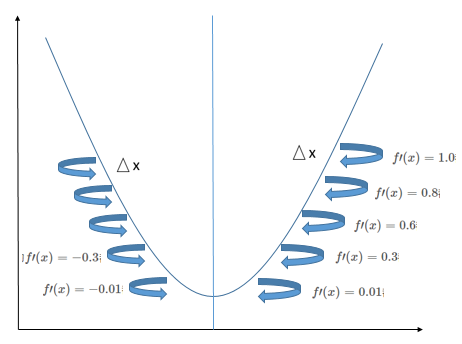 △ x
△ x
f′(x) = 1.0
f′(x) = 0.8
f′(x) = 0.6
f′(x) = −0.3
f′(x) = 0.3
f′(x) = −0.01
f′(x) = 0.01